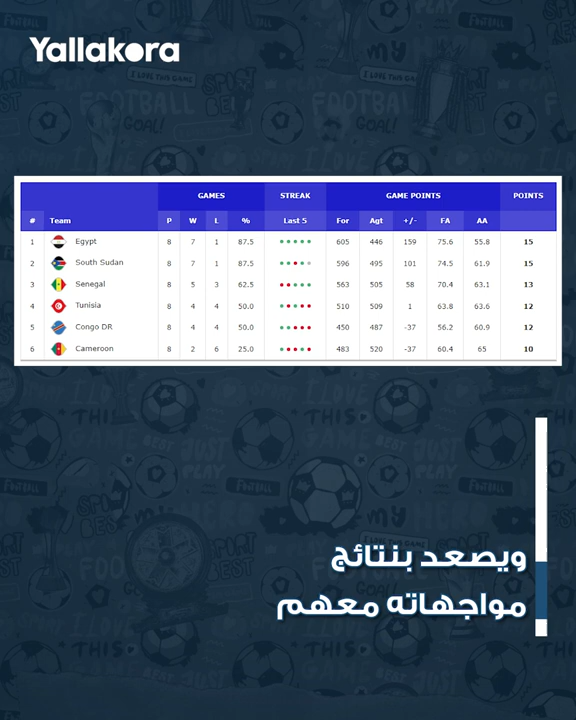 Yallakora
GAMES STREAK GAME POINTS POINTS
# Team P W L % Last 5 For Agt +/- FA AA
1 Egypt 8 7 1 87.5 605 446 159 75.6 55.8 15
2 South Sudan 8 7 1 87.5 596 495 101 74.5 61.9 15
3 Senegal 8 5 3 62.5 563 505 58 70.4 63.1 13
4 Tunisia 8 4 4 50.0 510 509 1 63.8 63.6 12
5 Congo DR 8 4 4 50.0 450 487 -37 56.2 60.9 12
6 Cameroon 8 2 6 25.0 483 520 -37 60.4 65 10
ويصعد بنتائج
مواجهاته معهم